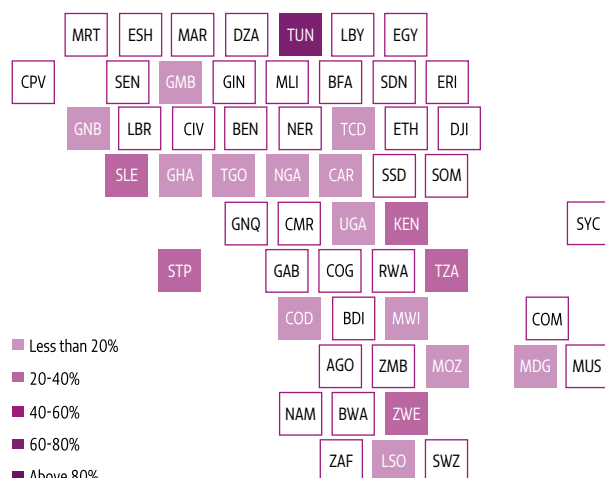 MRT ESH MAR DZA TUN LBY EGY
CPV SEN GMB GIN MLI BFA SDN ERI
GNB LBR CIV BEN NER TCD ETH DJI
SLE GHA TGO NGA CAR SSD SOM
GNQ CMR UGA KEN SYC
STP GAB COG RWA TZA
COD BDI MWI COM
Less than 20%
AGO ZMB MOZ MDG MUS
20-40%
NAM BWA ZWE
40-60%
60-80%
ZAF LSO SWZ
Above 80%